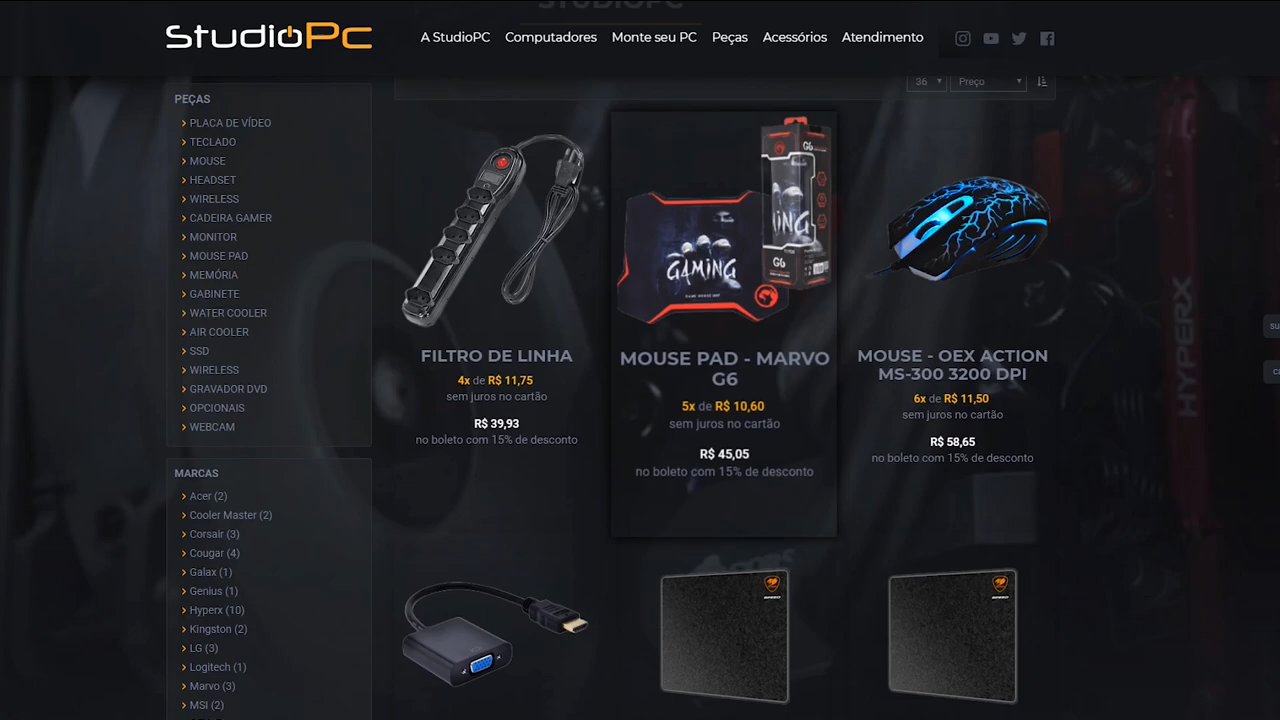 STUDIOPC
StudioPc
A StudioPC
Computadores
Monte seu PC
Peças
Acessórios
Atendimento
36
Preço
PEÇAS
PLACA DE VÍDEO
TECLADO
MOUSE
HEADSET
WIRELESS
CADEIRA GAMER
MONITOR
MOUSE PAD
MEMÓRIA
GABINETE
WATER COOLER
AIR COOLER
SSD
WIRELESS
GRAVADOR DVD
OPCIONAIS
WEBCAM
MARCAS
Acer (2)
Cooler Master (2)
Corsair (3)
Cougar (4)
Galax (1)
Genius (1)
Hyperx (10)
Kingston (2)
LG (3)
Logitech (1)
Marvo (3)
MSI (2)
FILTRO DE LINHA
4x de R$ 11,75
sem juros no cartão
R$ 39,93
no boleto com 15% de desconto
G6
GAMING
G6
MOUSE PAD - MARVO
G6
5x de R$ 10,60
sem juros no cartão
R$ 45,05
no boleto com 15% de desconto
MOUSE - OEX ACTION
MS-300 3200 DPI
6x de R$ 11,50
sem juros no cartão
R$ 58,65
no boleto com 15% de desconto
HYPERX
SPEED
SPEED